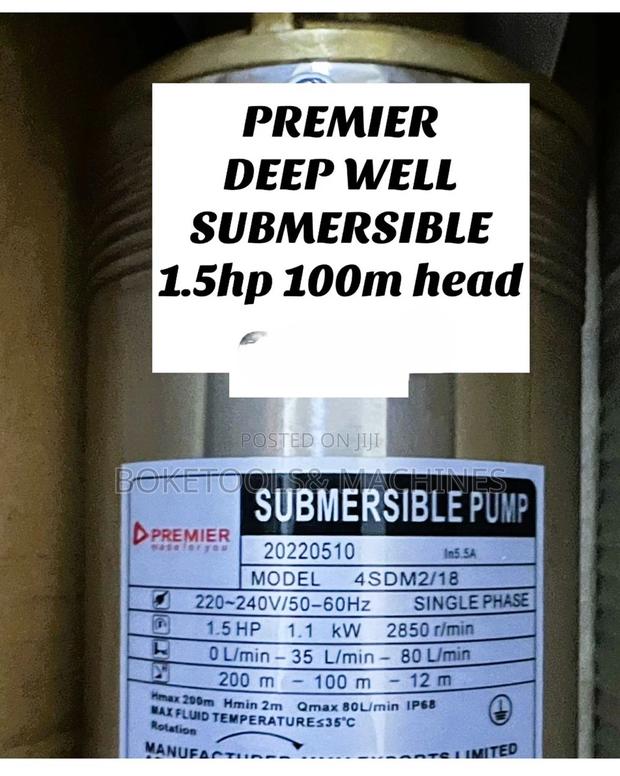 PREMIER
DEEP WELL
SUBMERSIBLE
1.5hp 100m head
POSTED ON JIJI
BOKETOOLS& MACHINES
SUBMERSIBLE PUMP
PREMIER
made for you
20220510 In5.5A
MODEL 4SDM2/18
220~240V/50-60Hz SINGLE PHASE
1.5 HP 1.1 kW 2850 r/min
0 L/min - 35 L/min - 80 L/min
200 m - 100 m - 12 m
Hmax 200m Hmin 2m Qmax 80L/min IP68
MAX FLUID TEMPERATURE≤35°C
Rotation
MANUFACTURED EXPORTS LIMITED